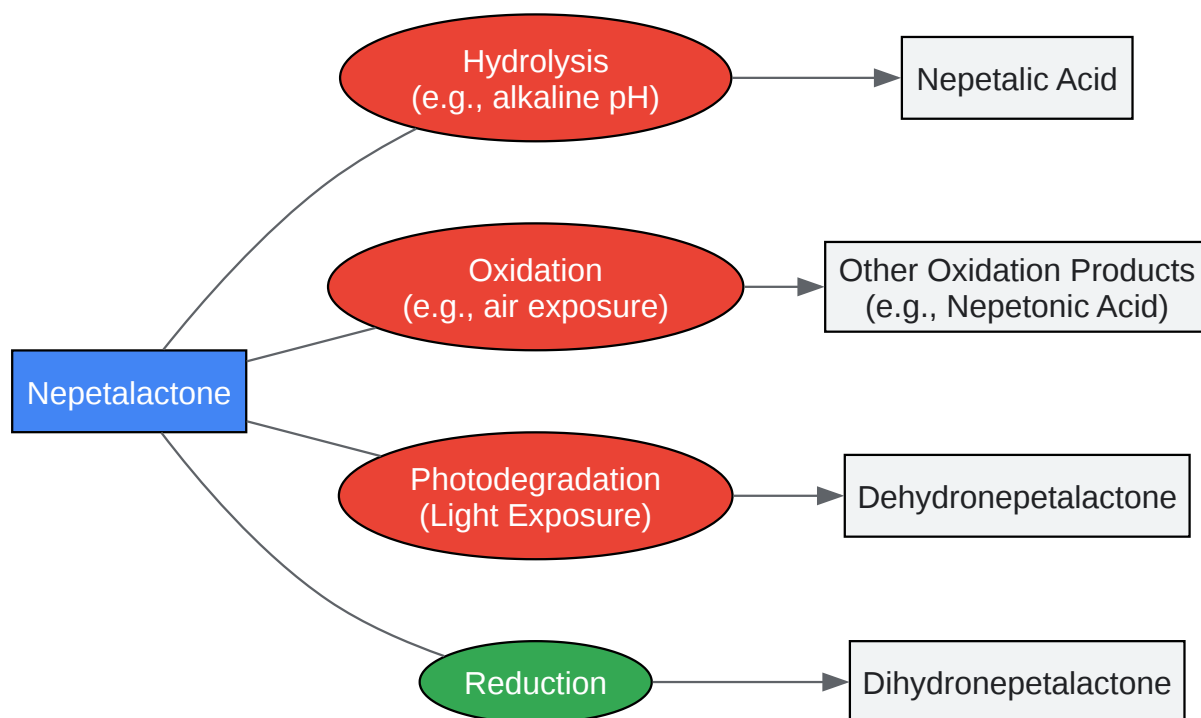 Hydrolysis
(e.g., alkaline pH)
Nepetalic Acid
Oxidation
(e.g., air exposure)
Other Oxidation Products
(e.g., Nepetonic Acid)
Nepetalactone
Photodegradation
(Light Exposure)
Dehydronepetalactone
Reduction
Dihydronepetalactone